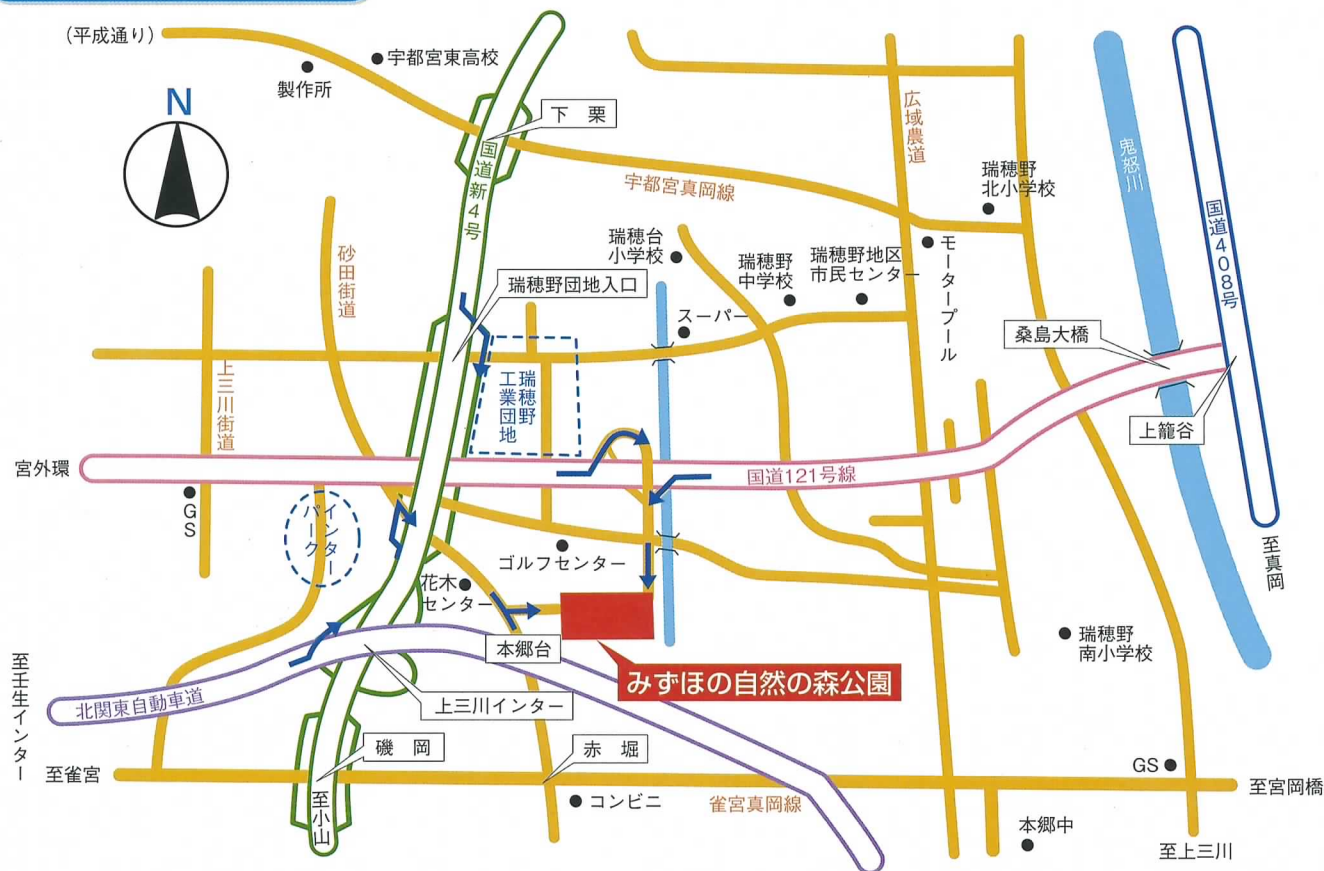 (平成通り)
宇都宮東高校
製作所
N
下 栗
国道新4号
広域農道
鬼怒川
国道408号
宇都宮真岡線
瑞穂野
北小学校
砂田街道
瑞穂台
小学校
瑞穂野
中学校
瑞穂野地区
市民センター
モータープール
瑞穂野団地入口
スーパー
桑島大橋
上三川街道
瑞穂野
工業団地
上籠谷
宮外環
国道121号線
GS
インター
パーク
ゴルフセンター
至真岡
花木
センター
本郷台
瑞穂野
南小学校
みずほの自然の森公園
至壬生インター
北関東自動車道
上三川インター
磯 岡
赤 堀
至雀宮
GS
至宮岡橋
至小山
コンビニ
雀宮真岡線
本郷中
至上三川